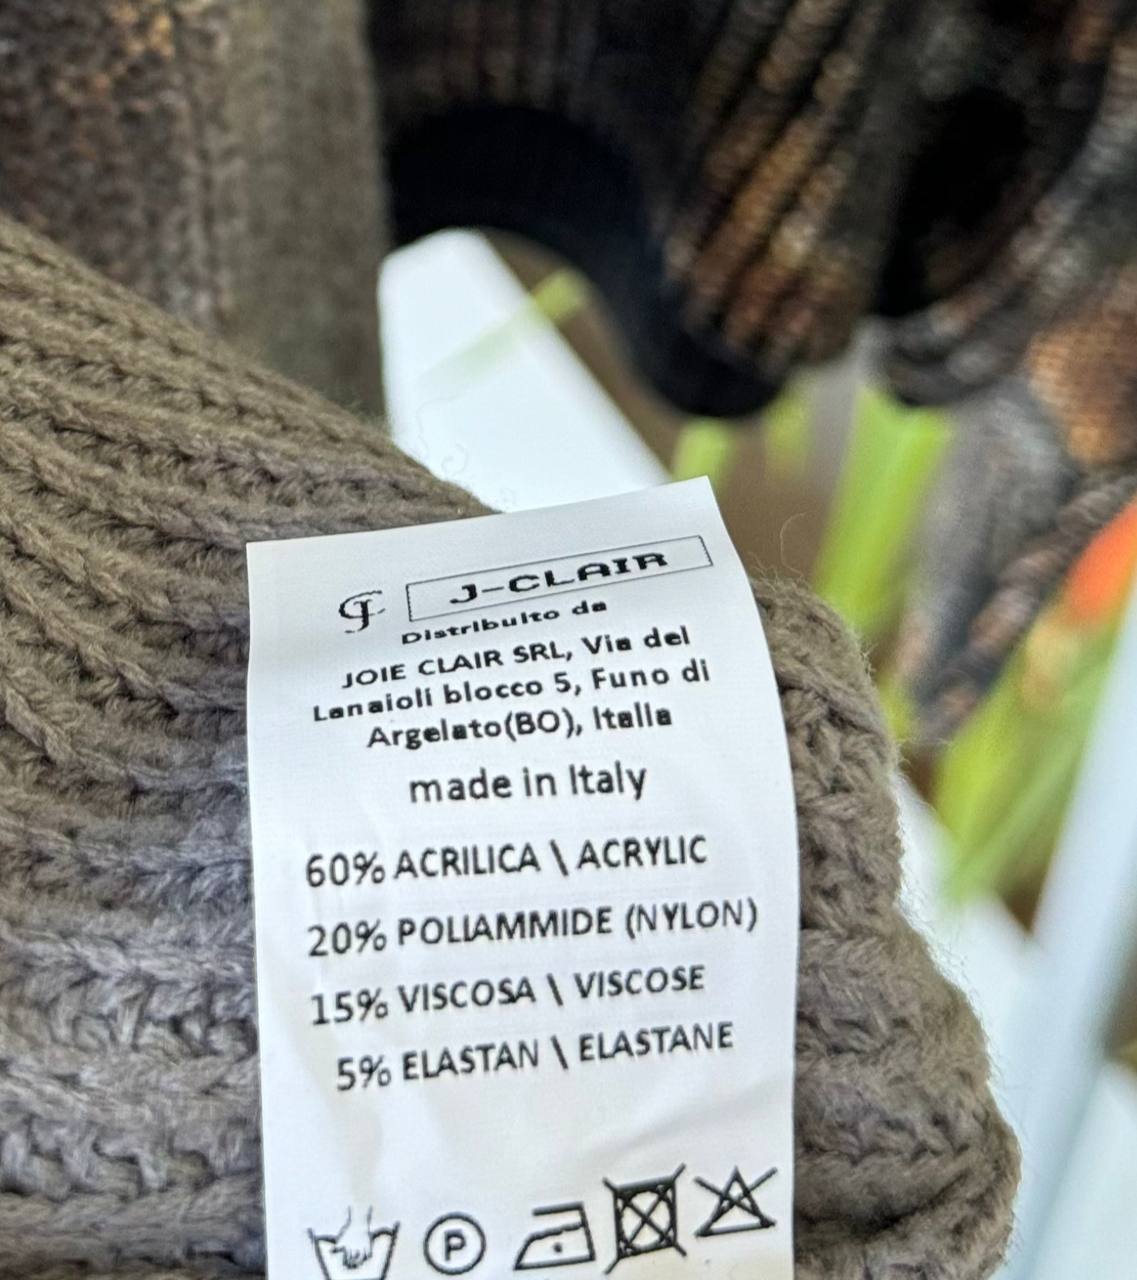 J-CLAIR
Distribuito da
JOIE CLAIR SRL, Via del
Lanaioli blocco 5, Funo di
Argelato(BO), Italia
made in Italy
60% ACRILICA \ ACRYLIC
20% POLIAMMIDE (NYLON)
15% VISCOSA \ VISCOSE
5% ELASTAN \ ELASTANE
P